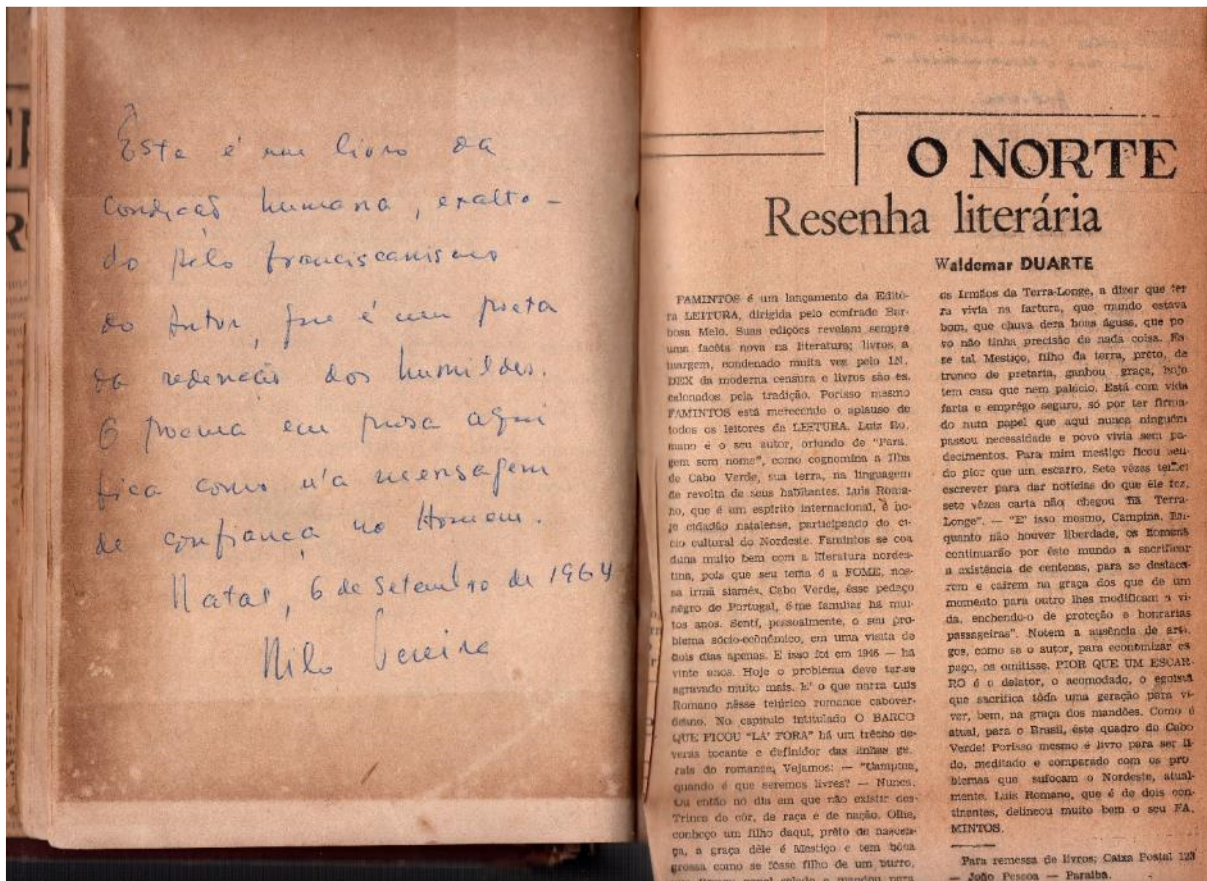 Êste é um livro da
condição humana, exalta-
do pelo franciscanismo
do Autor, que é um poeta
da redenção dos humildes.
O poema em prosa aqui
fica como u'a mensagem
de confiança no Homem.
Natal, 6 de Setembro de 1964
Nilo Pereira
O NORTE
Resenha literária
Waldemar DUARTE
FAMINTOS é um lançamento da Edito-
ra LEITURA, dirigida pelo confrade Bar-
bosa Melo. Suas edições revelam sempre
uma facêta nova na literatura; livros a
margem, condenado muita vez pelo IN.
DEX da moderna censura e livros são es.
calonados pela tradição. Porisso mesmo
FAMINTOS está merecendo o aplauso de
todos os leitores da LEITURA. Luiz Ro.
mano é o seu autor, oriundo de "Para.
gem sem nome", como cognomina a Ilha
de Cabo Verde, sua terra, na linguagem
de revolta de seus habitantes. Luis Roma-
no, que é um espírito internacional, é ho-
je cidadão natalense, participando do ci-
clo cultural do Nordeste. Famintos se coa
duna muito bem com a literatura nordes-
tina, pois que seu tema é a FOME, nos-
sa irmã siamês. Cabo Verde, êsse pedaço
negro de Portugal, é-me familiar há mui-
tos anos. Sentí, pessoalmente, o seu pro-
blema sócio-econômico, em uma visita de
dois dias apenas. E isso foi em 1946 — há
vinte anos. Hoje o problema deve ter-se
agravado muito mais. E' o que narra Luis
Romano nêsse telúrico romance cabover-
diano. No capítulo intitulado O BARCO
QUE FICOU "LA' FORA" há um trêcho de-
veras tocante e definidor das linhas ge.
rais do romance, Vejamos: — "Campina,
quando é que seremos livres? — Nunca.
Ou então no dia em que não existir des-
Trinca de côr, de raça e de nação. Olhe,
conheço um filho daqui, prêto de nascen-
ça, a graça dêle é Mestiço e tem bôca
grossa como se fôsse filho de um burro,
papel selado e mandou para
os Irmãos da Terra-Longe, a dizer que ter
ra vivia na fartura, que mundo estava
bom, que chuva dera boas águas, que po
vo não tinha precisão de nada coisa. Es-
se tal Mestiço, filho da terra, prêto, de
tronco de pretaria, ganhou graça, hoje
tem casa que nem palácio. Está com vida
farta e emprêgo seguro, só por ter firma-
do num papel que aqui nunca ninguém
passou necessidade e povo vivia sem pa-
decimentos. Para mim mestiço ficou sen-
do pior que um escarro. Sete vêzes teimei
escrever para dar notícias do que êle fez,
sete vêzes carta não chegou na Terra-
Longe". — "E' isso mesmo, Campina. En-
quanto não houver liberdade, os homens
continuarão por êste mundo a sacrificar
a existência de centenas, para se destaca-
rem e cairem na graça dos que de um
momento para outro lhes modificam a vi-
da, enchendo-o de proteção e honrarias
passageiras". Notem a ausência de arti.
gos, como se o autor, para economizar es
paço, os omitisse. PIOR QUE UM ESCAR-
RO é o delator, o acomodado, o egoista
que sacrifica tôda uma geração para vi-
ver, bem, na graça dos mandões. Como é
atual, para o Brasil, êste quadro do Cabo
Verde! Porisso mesmo é livro para ser li-
do, meditado e comparado com os pro
blemas que sufocam o Nordeste, atual-
mente. Luis Romano, que é de dois con-
tinentes, delineou muito bem o seu FA.
MINTOS.
Para remessa de livros; Caixa Postal 123
— João Pessoa — Paraíba.